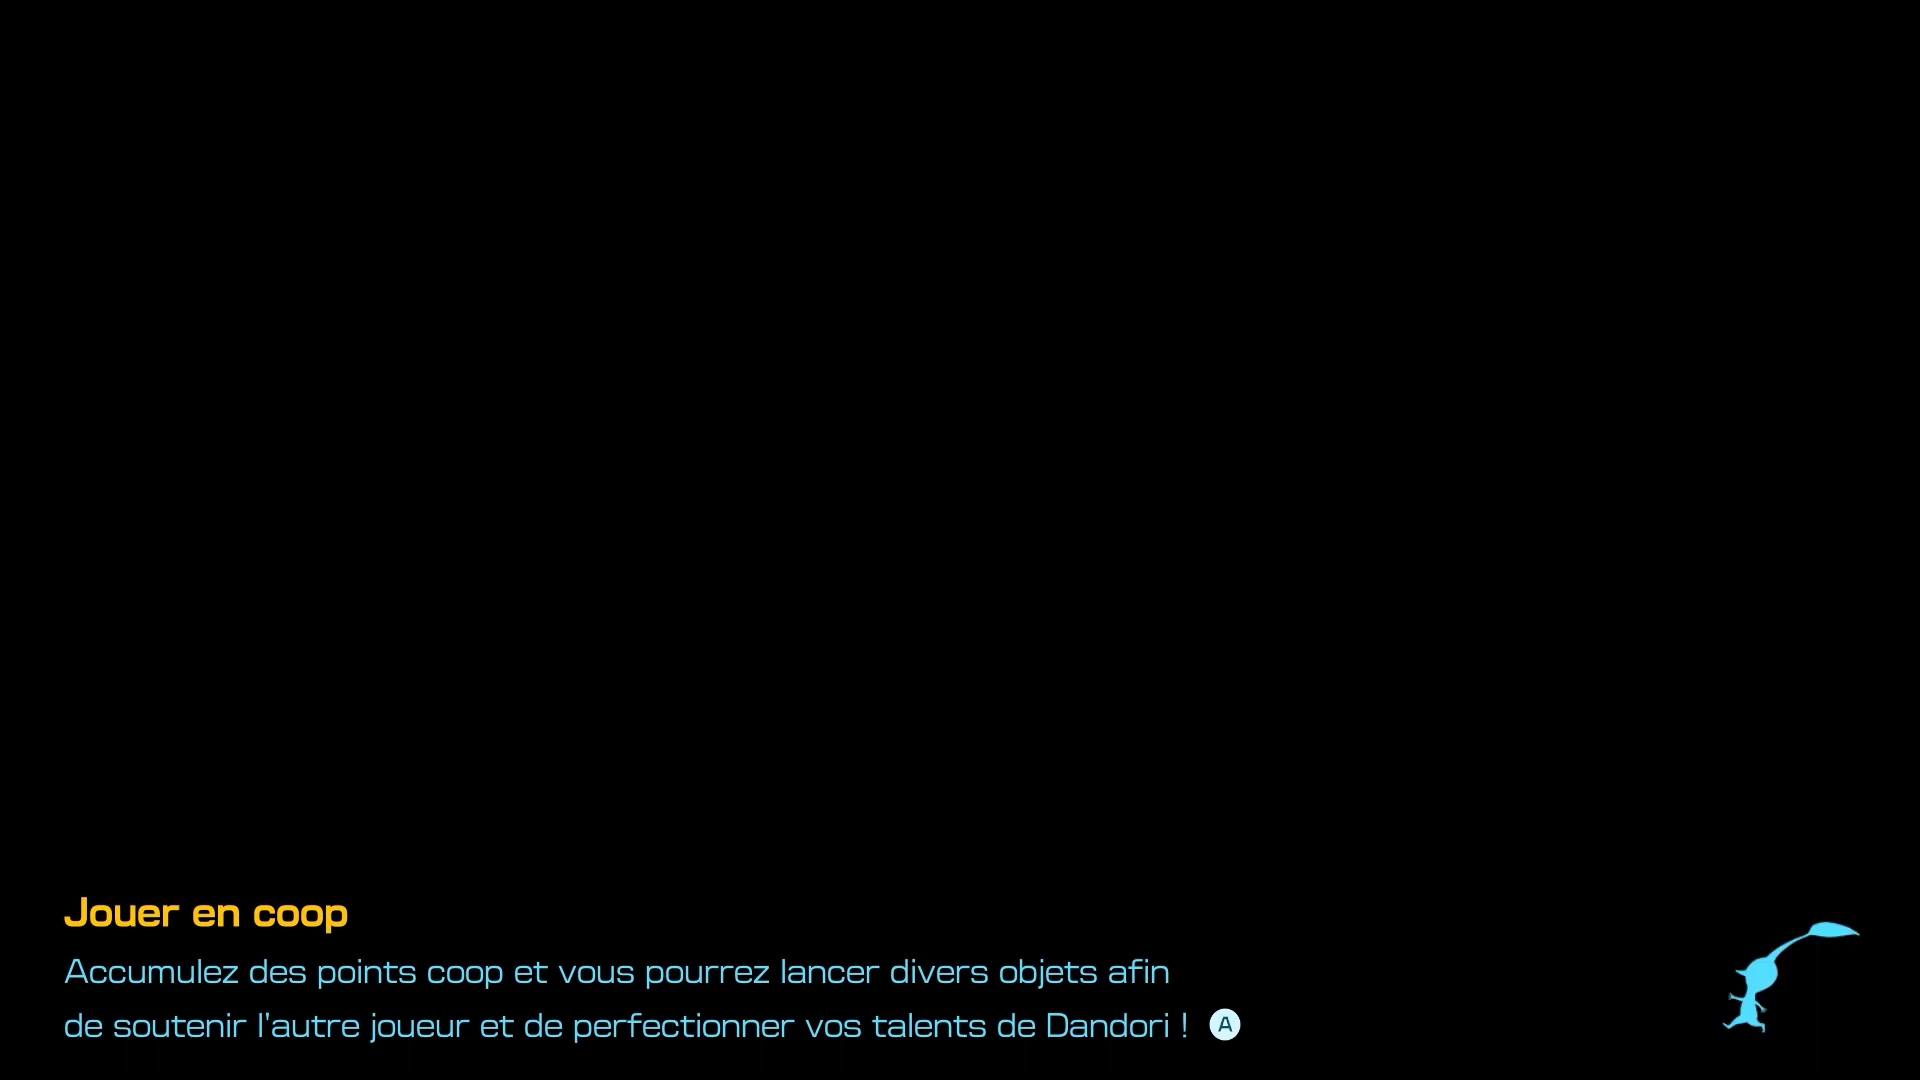 Jouer en coop
Accumulez des points coop et vous pourrez lancer divers objets afin
de soutenir l'autre joueur et de perfectionner vos talents de Dandori ! A